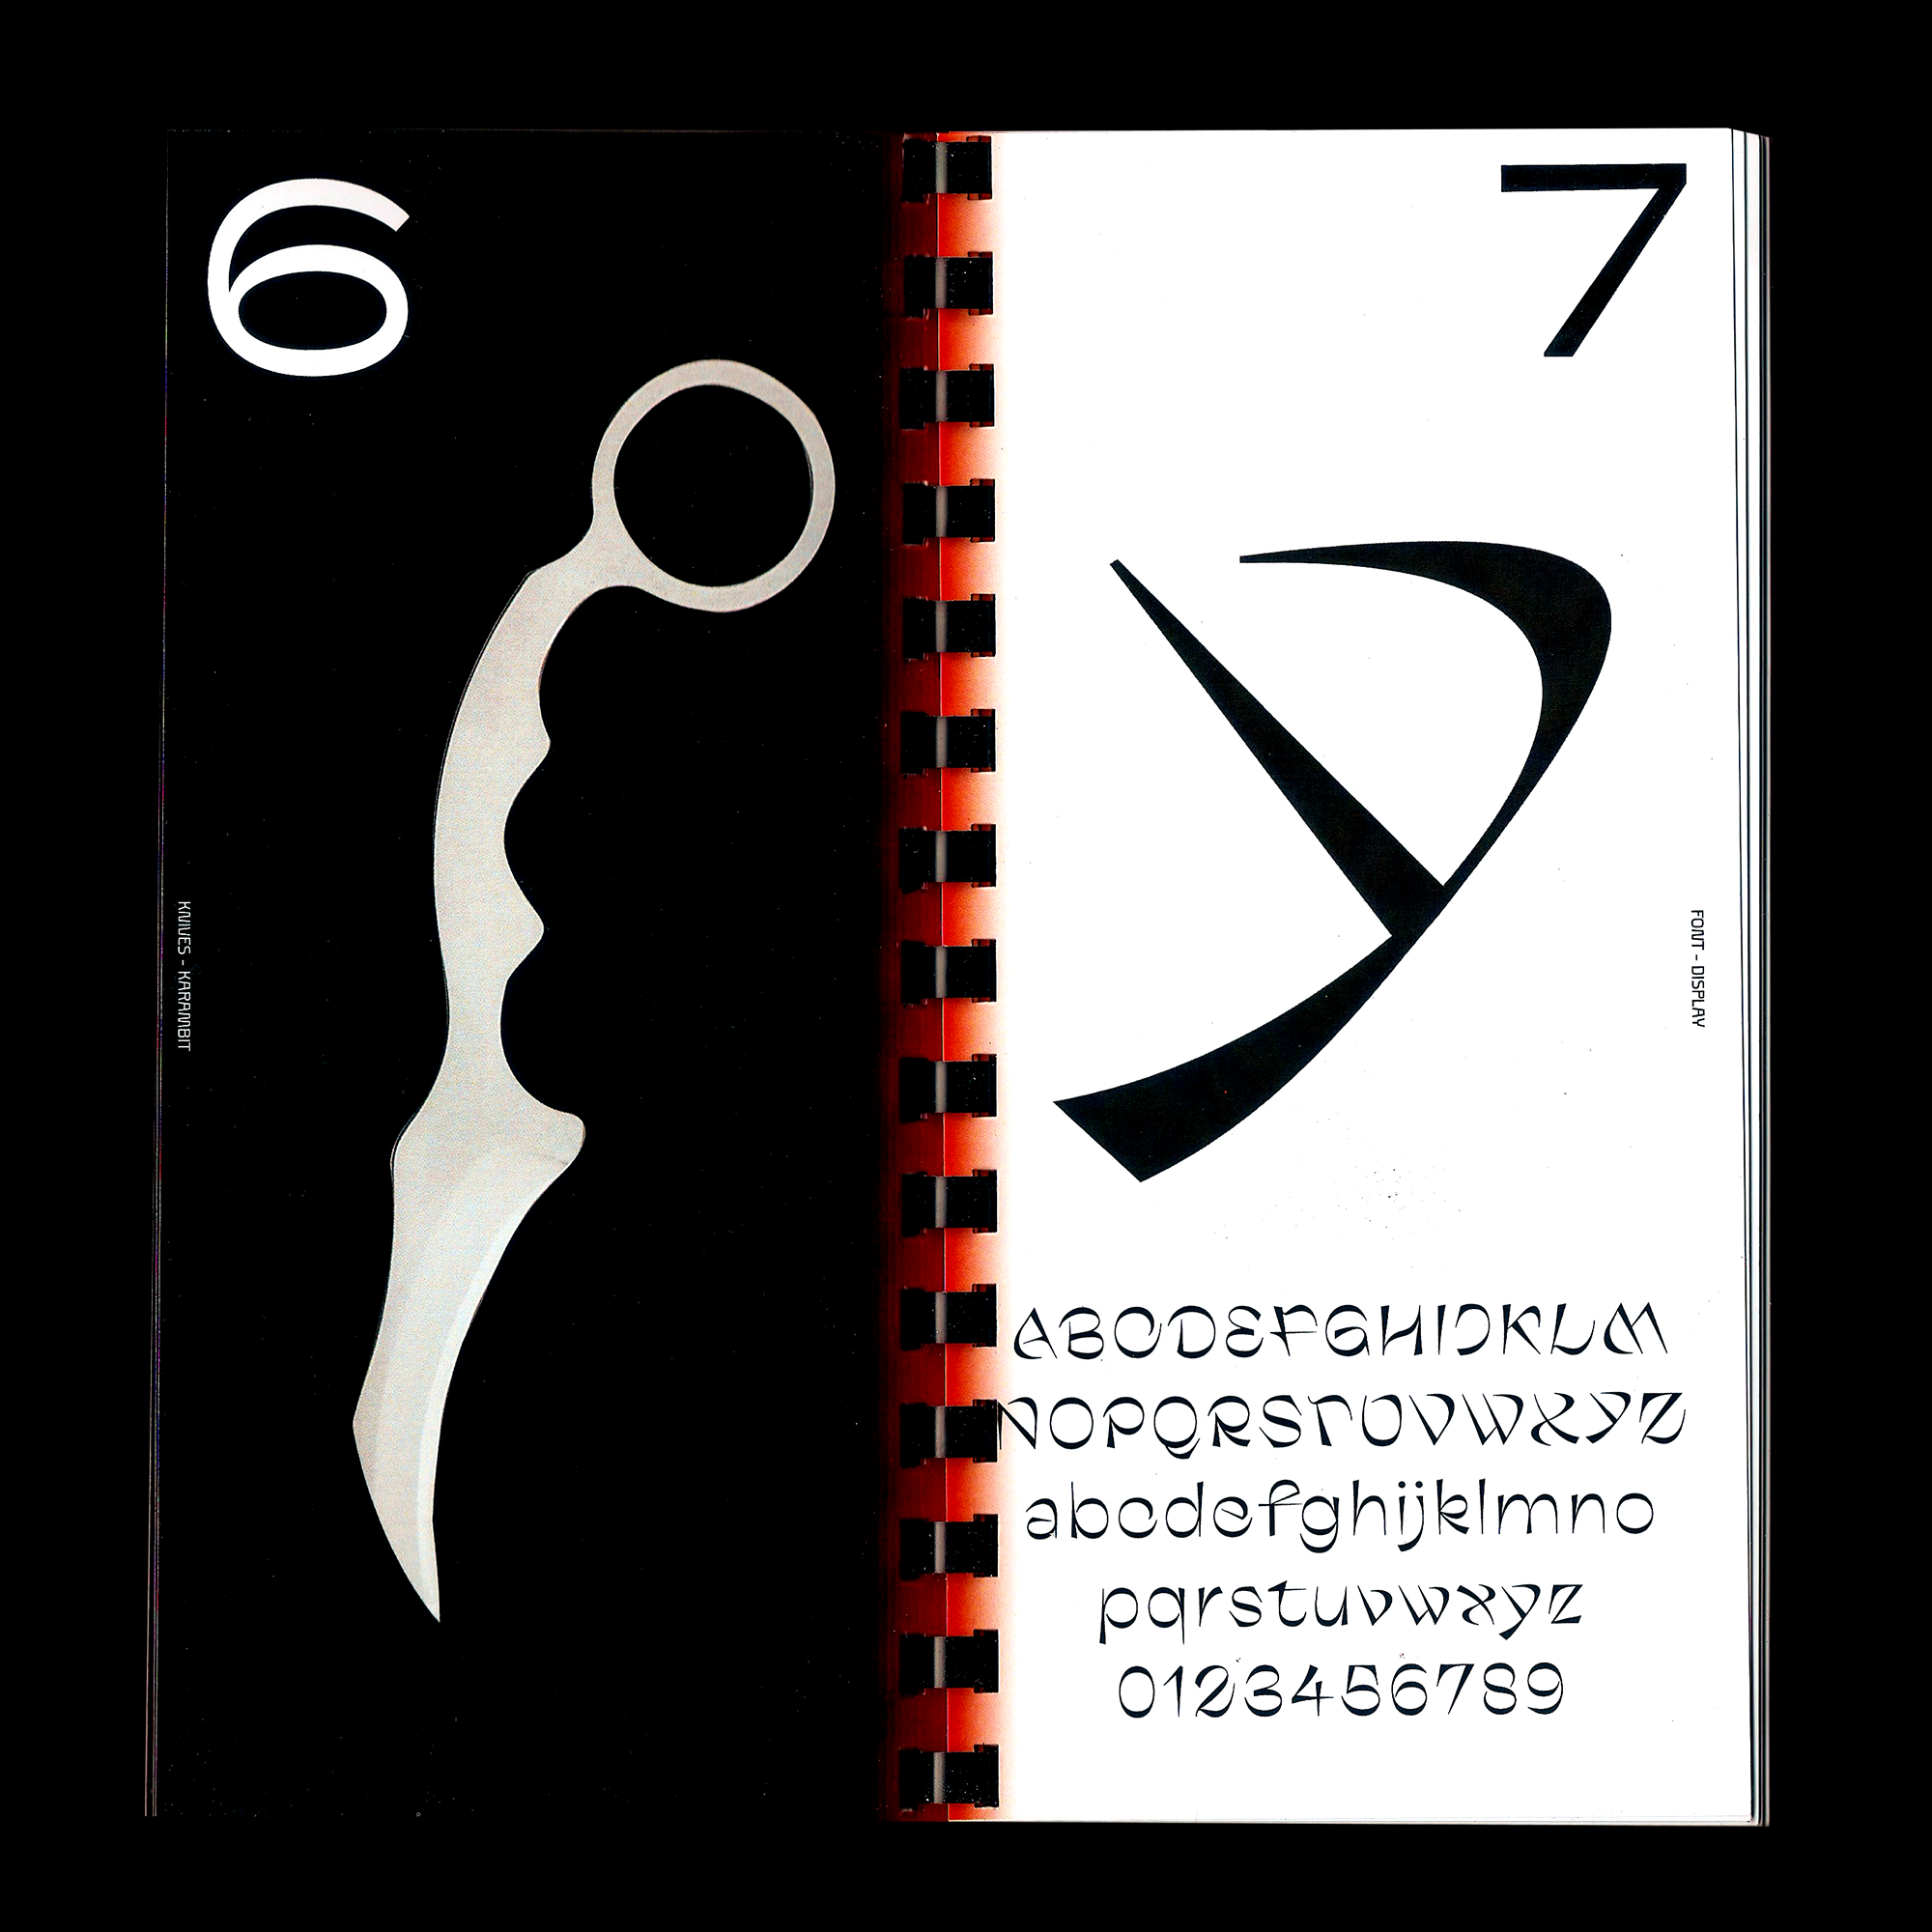 6
KNIVES - KARAMBIT
7
y
FONT - DISPLAY
ABCDEFGHIJKLM
NOPQRSTUVWXYZ
abcdefghijklmno
pqrstuvwxyz
0123456789